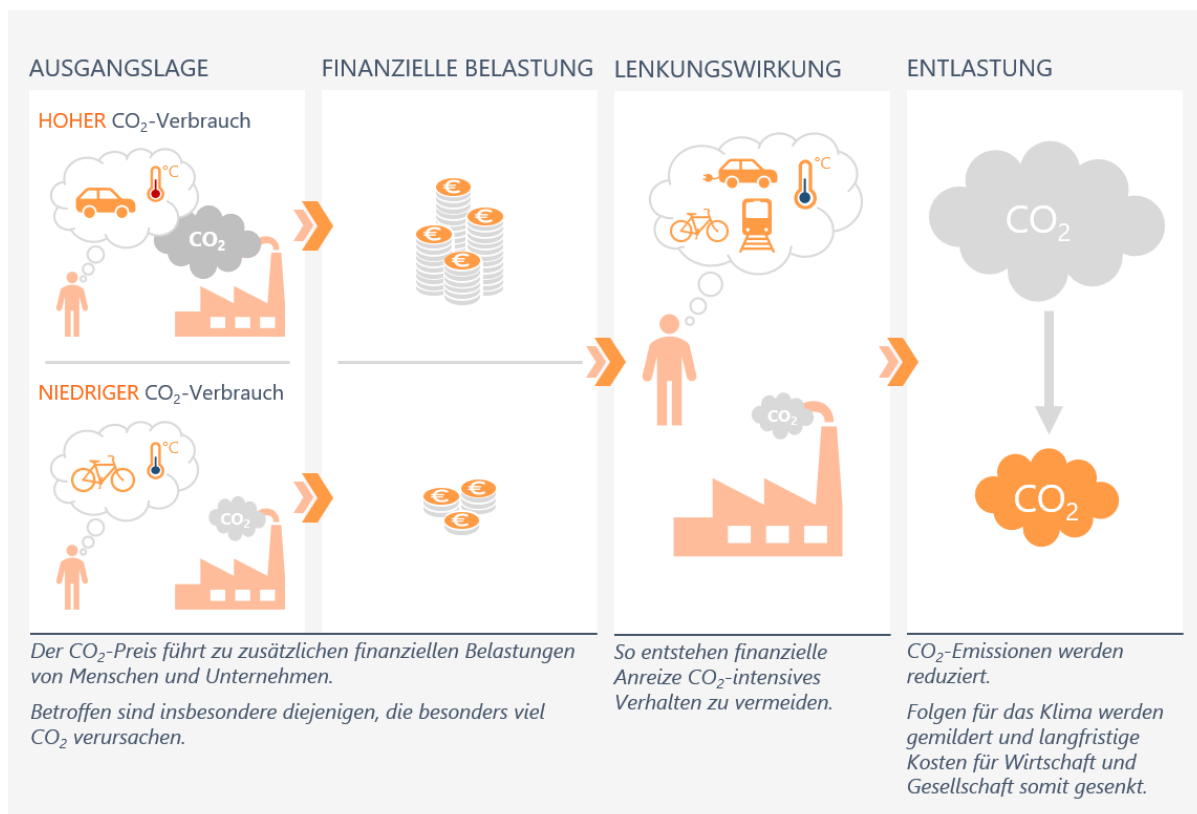 AUSGANGSLAGE
HOHER CO₂-Verbrauch
°C
CO₂
NIEDRIGER CO₂-Verbrauch
°C
CO₂
FINANZIELLE BELASTUNG
€
€
€
€
€
€
€
Der CO₂-Preis führt zu zusätzlichen finanziellen Belastungen
von Menschen und Unternehmen.
Betroffen sind insbesondere diejenigen, die besonders viel
CO₂ verursachen.
LENKUNGSWIRKUNG
°C
CO₂
So entstehen finanzielle
Anreize CO₂-intensives
Verhalten zu vermeiden.
ENTLASTUNG
CO₂
CO₂
CO₂-Emissionen werden
reduziert.
Folgen für das Klima werden
gemildert und langfristige
Kosten für Wirtschaft und
Gesellschaft somit gesenkt.